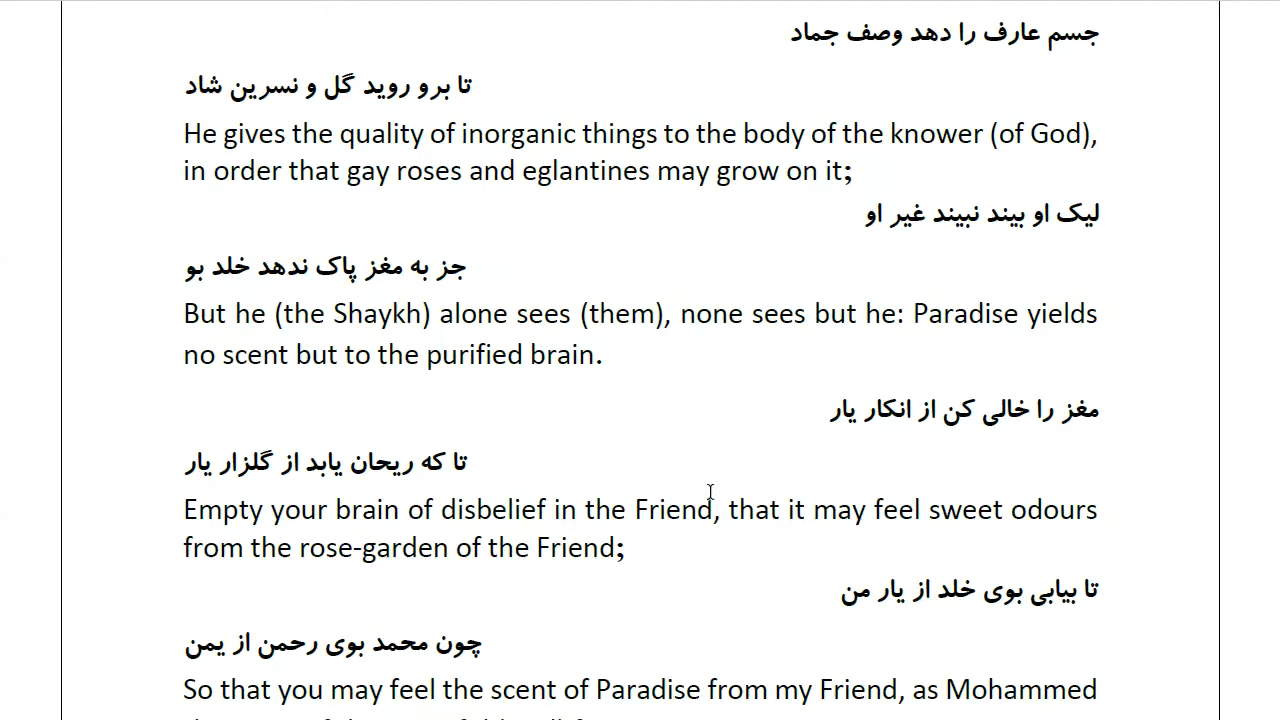 جسم عارف را دهد وصف جماد
تا برو روید گل و نسرین شاد
He gives the quality of inorganic things to the body of the knower (of God),
in order that gay roses and eglantines may grow on it;
لیک او بیند نبیند غیر او
جز به مغز پاک ندهد خلد بو
But he (the Shaykh) alone sees (them), none sees but he: Paradise yields
no scent but to the purified brain.
مغز را خالی کن از انکار یار
تا که ریحان یابد از گلزار یار
Empty your brain of disbelief in the Friend, that it may feel sweet odours
from the rose-garden of the Friend;
تا بیابی بوی خلد از یار من
چون محمد بوی رحمن از یمن
So that you may feel the scent of Paradise from my Friend, as Mohammed